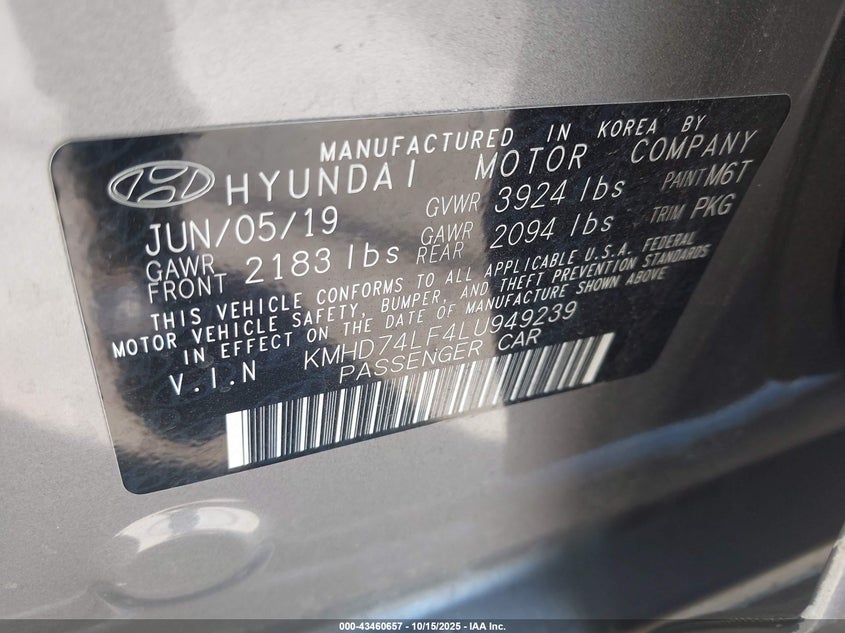 MANUFACTURED IN KOREA BY
HYUNDAI MOTOR COMPANY
JUN/05/19 GVWR 3924 lbs PAINT M6T
GAWR FRONT 2183 lbs GAWR REAR 2094 lbs TRIM PKG
THIS VEHICLE CONFORMS TO ALL APPLICABLE U.S.A. FEDERAL
MOTOR VEHICLE SAFETY, BUMPER, AND THEFT PREVENTION STANDARDS
IN EFFECT ON THE DATE OF MANUFACTURE SHOWN ABOVE
V.I.N KMHD74LF4LU949239
PASSENGER CAR
000-43460657 - 10/15/2025 - IAA Inc.